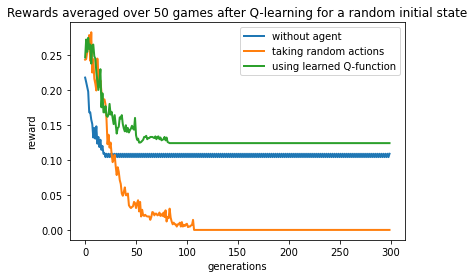 Rewards averaged over 50 games after Q-learning for a random initial state
without agent
taking random actions
using learned Q-function
reward
0.25
0.20
0.15
0.10
0.05
0.00
0 50 100 150 200 250 300
generations